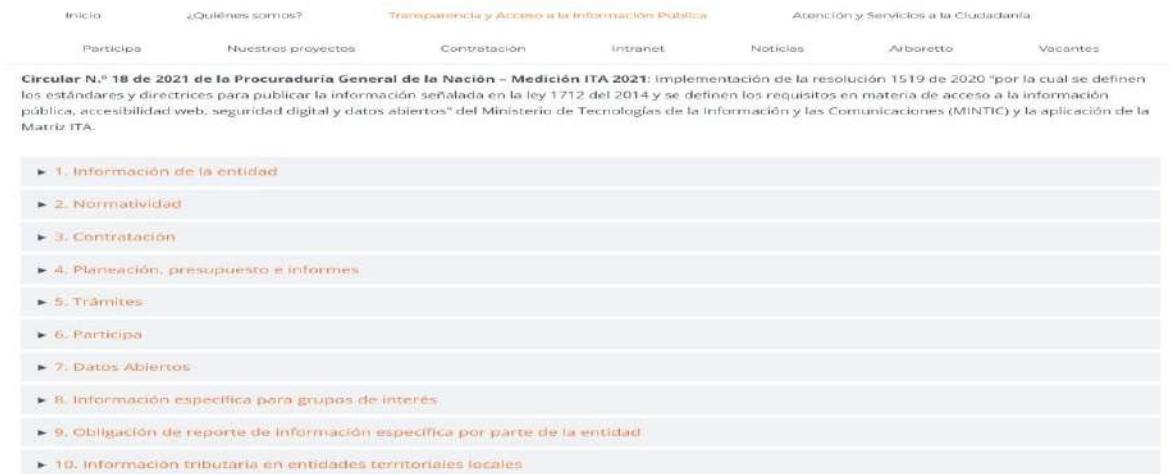 Inicio ¿Quiénes somos? Transparencia y Acceso a la Información Pública Atención y Servicios a la Ciudadanía
Participa Nuestros proyectos Contratación Intranet Noticias Arboretto Vacantes
Circular N.º 18 de 2021 de la Procuraduría General de la Nación – Medición ITA 2021: Implementación de la resolución 1519 de 2020 "por la cual se definen
los estándares y directrices para publicar la información señalada en la ley 1712 del 2014 y se definen los requisitos en materia de acceso a la información
pública, accesibilidad web, seguridad digital y datos abiertos" del Ministerio de Tecnologías de la Información y las Comunicaciones (MINTIC) y la aplicación de la
Matriz ITA.
► 1. Información de la entidad
► 2. Normatividad
► 3. Contratación
► 4. Planeación, presupuesto e informes
► 5. Trámites
► 6. Participa
► 7. Datos Abiertos
► 8. Información específica para grupos de interés
► 9. Obligación de reporte de información específica por parte de la entidad
► 10. Información tributaria en entidades territoriales locales